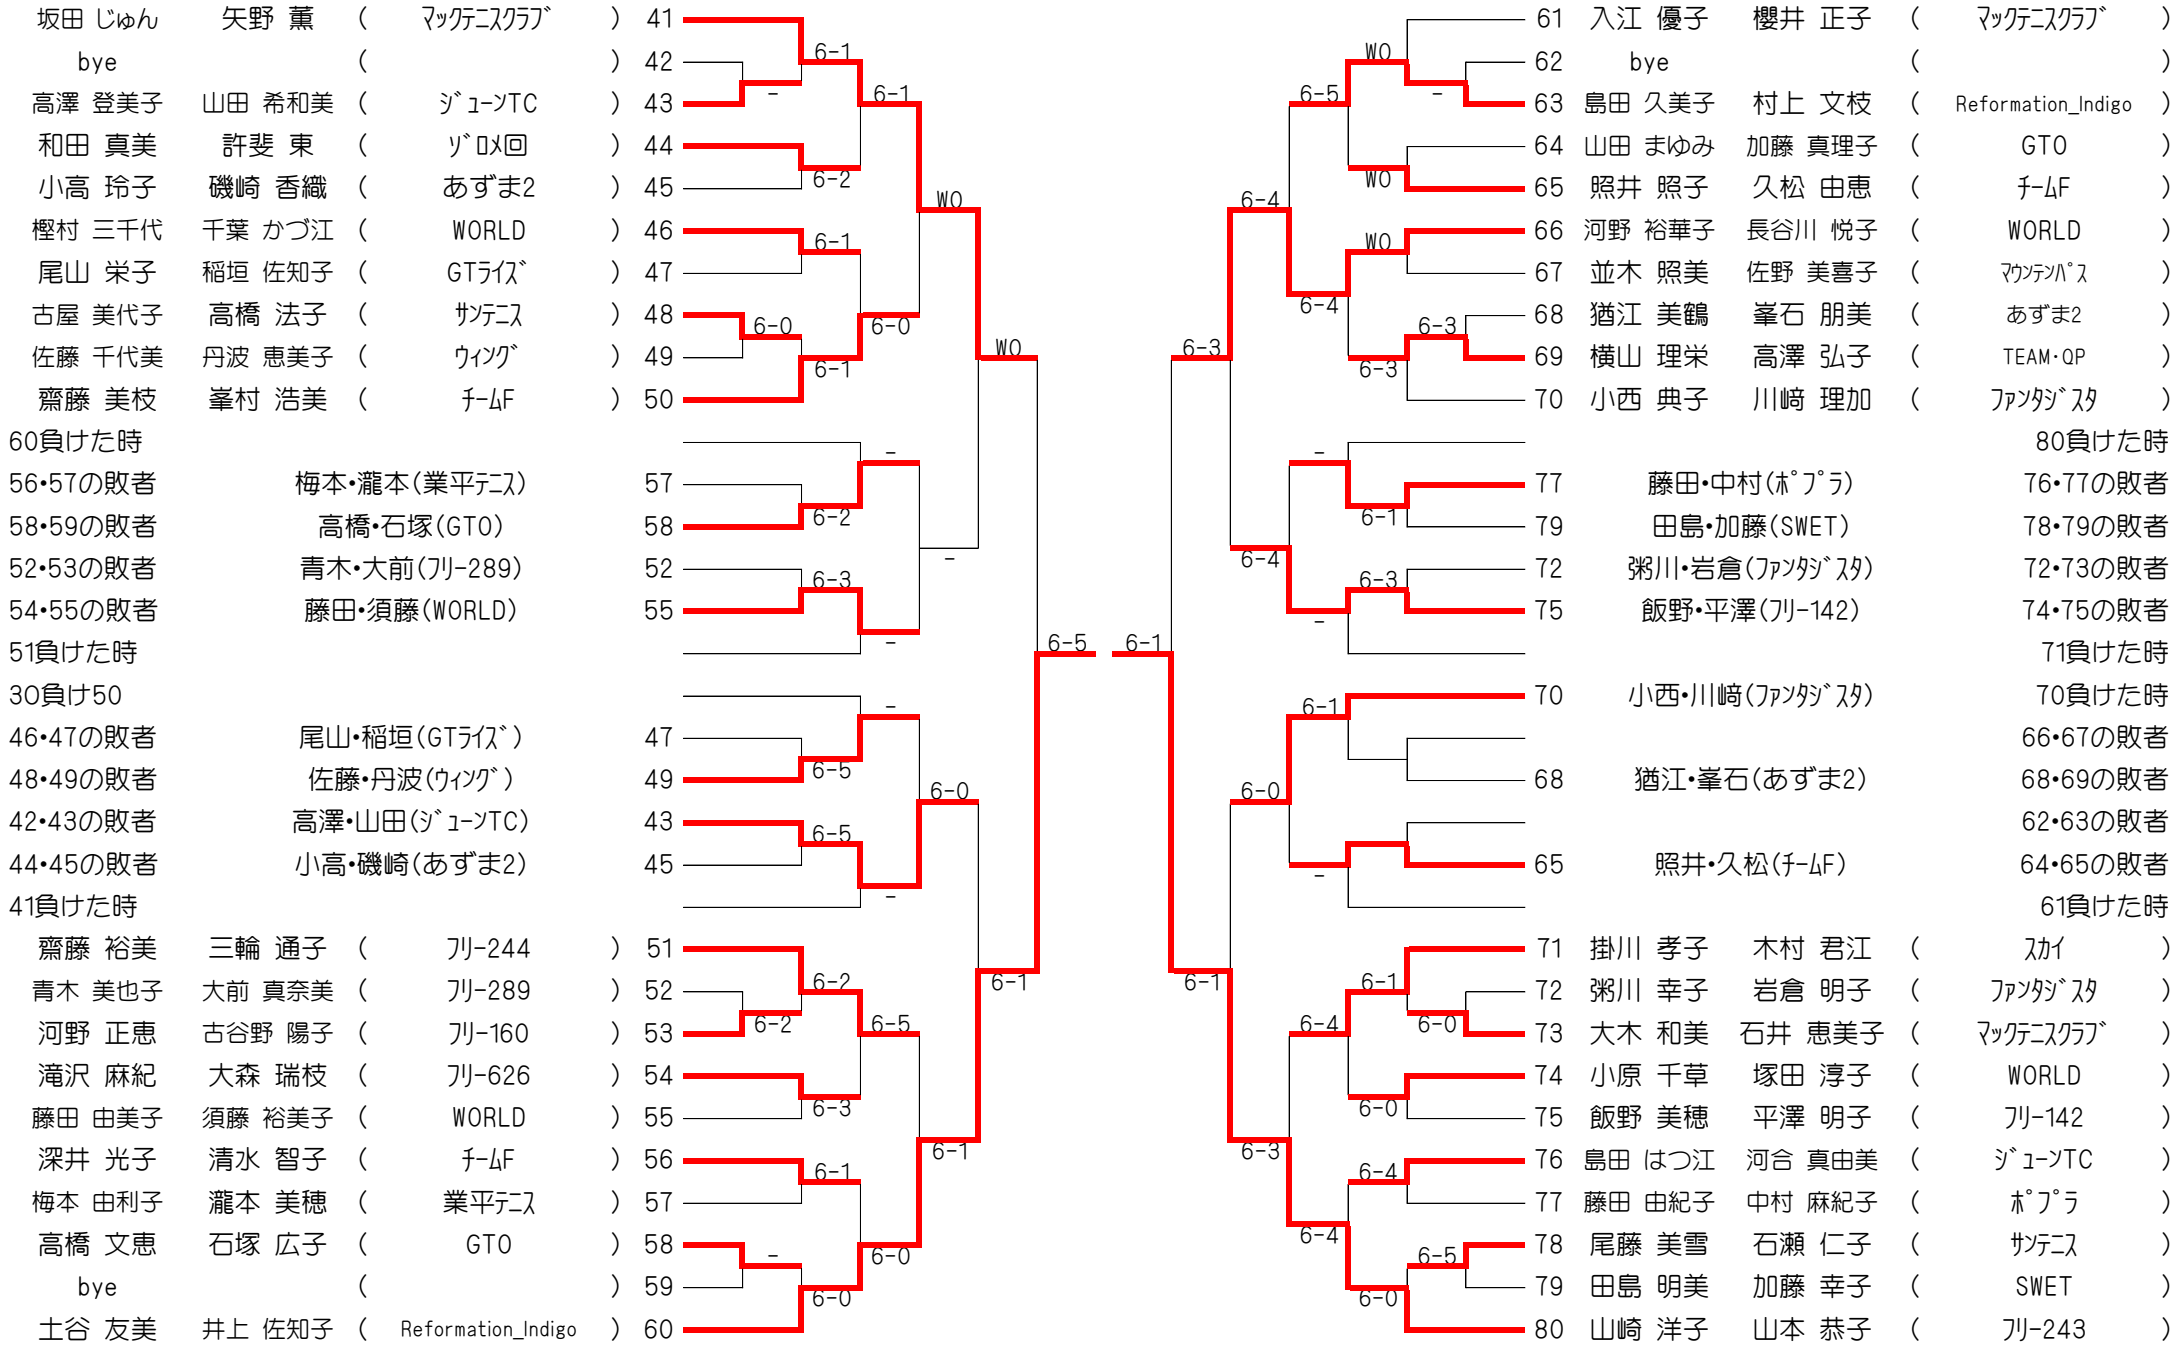 坂田 じゅん 矢野 薫 ( ﾏｯｸﾃﾆｽｸﾗﾌﾞ ) 41
6-1
bye ( ) 42
-
高澤 登美子 山田 希和美 ( ｼﾞｭｰﾝTC ) 43
6-1
和田 真美 許斐 東 ( ｿﾞﾛﾒ回 ) 44
6-2
小高 玲子 磯崎 香織 ( あずま2 ) 45
WO
樫村 三千代 千葉 かづ江 ( WORLD ) 46
6-1
尾山 栄子 稲垣 佐知子 ( GTﾗｲｽﾞ ) 47
古屋 美代子 高橋 法子 ( ｻﾝﾃﾆｽ ) 48
6-0 6-0
佐藤 千代美 丹波 恵美子 ( ｳｨﾝｸﾞ ) 49
6-1 WO
齋藤 美枝 峯村 浩美 ( ﾁｰﾑF ) 50
60負けた時
-
56・57の敗者 梅本・瀧本(業平ﾃﾆｽ) 57
6-2
58・59の敗者 高橋・石塚(GTO) 58
-
52・53の敗者 青木・大前(ﾌﾘｰ289) 52
6-3
54・55の敗者 藤田・須藤(WORLD) 55
-
51負けた時
6-5
30負け50
-
46・47の敗者 尾山・稲垣(GTﾗｲｽﾞ) 47
6-5
48・49の敗者 佐藤・丹波(ｳｨﾝｸﾞ) 49
6-0
42・43の敗者 高澤・山田(ｼﾞｭｰﾝTC) 43
6-5
44・45の敗者 小高・磯崎(あずま2) 45
-
41負けた時
齋藤 裕美 三輪 通子 ( ﾌﾘｰ244 ) 51
6-2 6-1
青木 美也子 大前 真奈美 ( ﾌﾘｰ289 ) 52
6-2 6-5
河野 正恵 古谷野 陽子 ( ﾌﾘｰ160 ) 53
滝沢 麻紀 大森 瑞枝 ( ﾌﾘｰ626 ) 54
6-3
藤田 由美子 須藤 裕美子 ( WORLD ) 55
6-1
深井 光子 清水 智子 ( ﾁｰﾑF ) 56
6-1
梅本 由利子 瀧本 美穂 ( 業平ﾃﾆｽ ) 57
高橋 文恵 石塚 広子 ( GTO ) 58
- 6-0
bye ( ) 59
6-0
土谷 友美 井上 佐知子 ( Reformation_Indigo ) 60
61 入江 優子 櫻井 正子 ( ﾏｯｸﾃﾆｽｸﾗﾌﾞ )
WO
62 bye ( )
6-5 -
63 島田 久美子 村上 文枝 ( Reformation_Indigo )
64 山田 まゆみ 加藤 真理子 ( GTO )
WO
65 照井 照子 久松 由恵 ( ﾁｰﾑF )
6-4
66 河野 裕華子 長谷川 悦子 ( WORLD )
WO
67 並木 照美 佐野 美喜子 ( ﾏｳﾝﾃﾝﾊﾟｽ )
6-4
68 猶江 美鶴 峯石 朋美 ( あずま2 )
6-3
69 横山 理栄 高澤 弘子 ( TEAM・QP )
6-3 6-3
70 小西 典子 川﨑 理加 ( ﾌｧﾝﾀｼﾞｽﾀ )
80負けた時
-
77 藤田・中村(ﾎﾟﾌﾟﾗ) 76・77の敗者
6-1
79 田島・加藤(SWET) 78・79の敗者
6-4
72 粥川・岩倉(ﾌｧﾝﾀｼﾞｽﾀ) 72・73の敗者
6-3
75 飯野・平澤(ﾌﾘｰ142) 74・75の敗者
-
71負けた時
6-1
70 小西・川﨑(ﾌｧﾝﾀｼﾞｽﾀ) 70負けた時
6-1
66・67の敗者
68 猶江・峯石(あずま2) 68・69の敗者
6-0
62・63の敗者
65 照井・久松(ﾁｰﾑF) 64・65の敗者
-
61負けた時
71 掛川 孝子 木村 君江 ( ｽｶｲ )
6-1 6-1
72 粥川 幸子 岩倉 明子 ( ﾌｧﾝﾀｼﾞｽﾀ )
6-4 6-0
73 大木 和美 石井 恵美子 ( ﾏｯｸﾃﾆｽｸﾗﾌﾞ )
74 小原 千草 塚田 淳子 ( WORLD )
6-0
75 飯野 美穂 平澤 明子 ( ﾌﾘｰ142 )
6-3
76 島田 はつ江 河合 真由美 ( ｼﾞｭｰﾝTC )
6-4
77 藤田 由紀子 中村 麻紀子 ( ﾎﾟﾌﾟﾗ )
6-4
78 尾藤 美雪 石瀬 仁子 ( ｻﾝﾃﾆｽ )
6-5
79 田島 明美 加藤 幸子 ( SWET )
6-0
80 山崎 洋子 山本 恭子 ( ﾌﾘｰ243 )